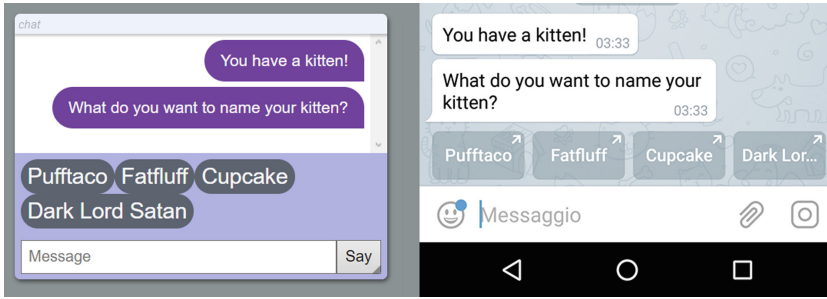 chat
You have a kitten!
What do you want to name your kitten?
Pufftaco Fatfluff Cupcake
Dark Lord Satan
Message Say
You have a kitten! 03:33
What do you want to name your
kitten? 03:33
Pufftaco Fatfluff Cupcake Dark Lor...
Messaggio